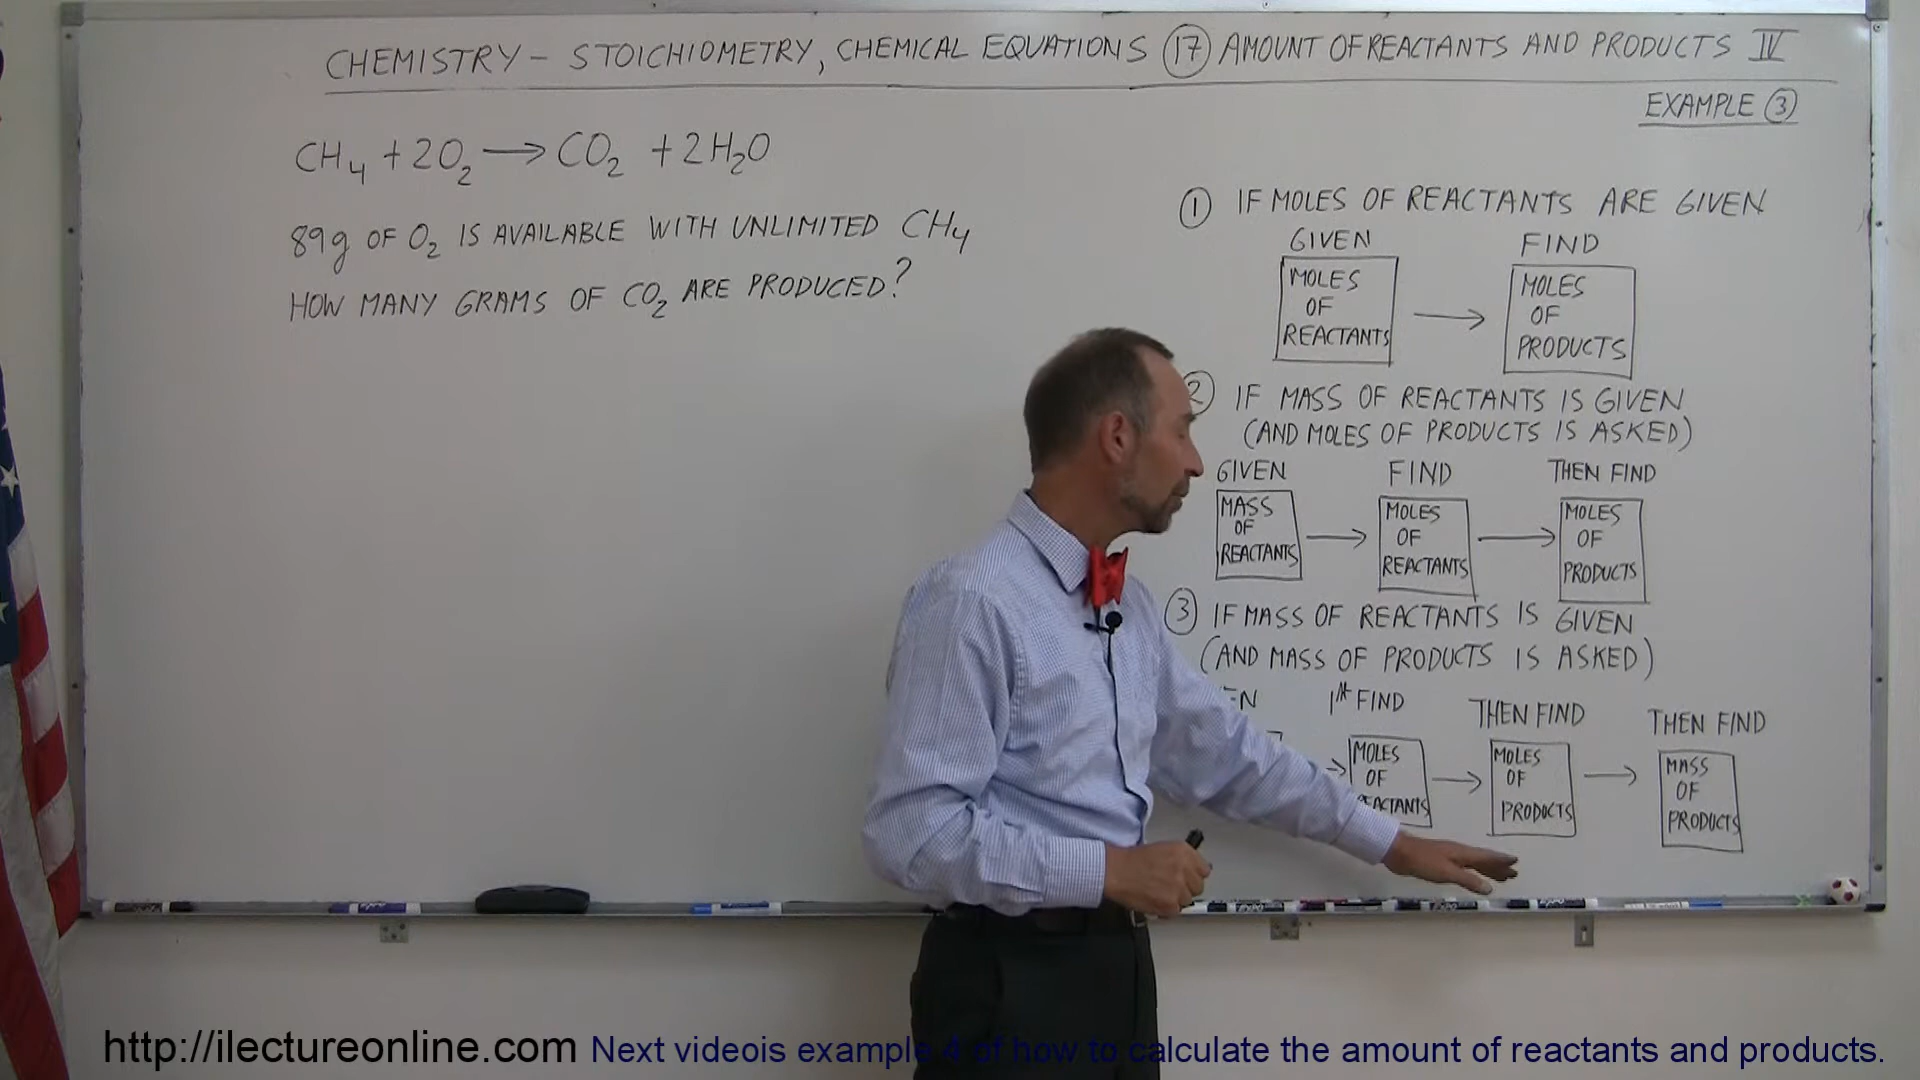 CHEMISTRY – STOICHIOMETRY, CHEMICAL EQUATIONS ⑰ AMOUNT OF REACTANTS AND PRODUCTS IV
EXAMPLE ③
CH₄ + 2O₂ → CO₂ + 2H₂O
89g OF O₂ IS AVAILABLE WITH UNLIMITED CH₄
HOW MANY GRAMS OF CO₂ ARE PRODUCED?
① IF MOLES OF REACTANTS ARE GIVEN
GIVEN FIND
MOLES OF REACTANTS → MOLES OF PRODUCTS
② IF MASS OF REACTANTS IS GIVEN
(AND MOLES OF PRODUCTS IS ASKED)
GIVEN FIND THEN FIND
MASS OF REACTANTS → MOLES OF REACTANTS → MOLES OF PRODUCTS
③ IF MASS OF REACTANTS IS GIVEN
(AND MASS OF PRODUCTS IS ASKED)
1st FIND THEN FIND THEN FIND
→ MOLES OF REACTANTS → MOLES OF PRODUCTS → MASS OF PRODUCTS
http://ilectureonline.com Next videois example 4 of how to calculate the amount of reactants and products.